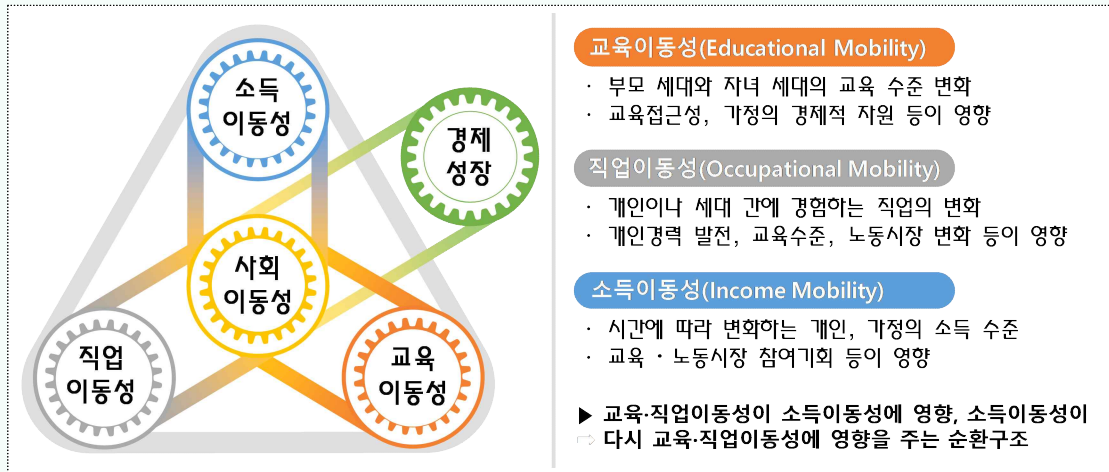 소득
이동성
경제
성장
사회
이동성
직업
이동성
교육
이동성
교육이동성(Educational Mobility)
· 부모 세대와 자녀 세대의 교육 수준 변화
· 교육접근성, 가정의 경제적 자원 등이 영향
직업이동성(Occupational Mobility)
· 개인이나 세대 간에 경험하는 직업의 변화
· 개인경력 발전, 교육수준, 노동시장 변화 등이 영향
소득이동성(Income Mobility)
· 시간에 따라 변화하는 개인, 가정의 소득 수준
· 교육・노동시장 참여기회 등이 영향
▶ 교육·직업이동성이 소득이동성에 영향, 소득이동성이
⇨ 다시 교육·직업이동성에 영향을 주는 순환구조